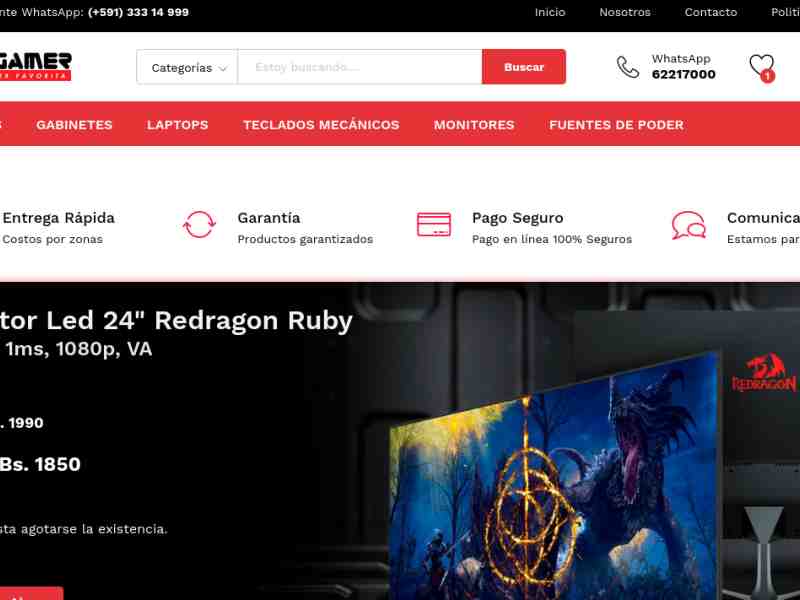 nte WhatsApp: (+591) 333 14 999
Inicio
Nosotros
Contacto
Políti
GAMER
R FAVORITA
Categorías
Estoy buscando...
Buscar
WhatsApp
62217000
1
S
GABINETES
LAPTOPS
TECLADOS MECÁNICOS
MONITORES
FUENTES DE PODER
Entrega Rápida
Costos por zonas
Garantía
Productos garantizados
Pago Seguro
Pago en línea 100% Seguros
Comunica
Estamos par
tor Led 24" Redragon Ruby
1ms, 1080p, VA
. 1990
Bs. 1850
sta agotarse la existencia.
REDRAGON